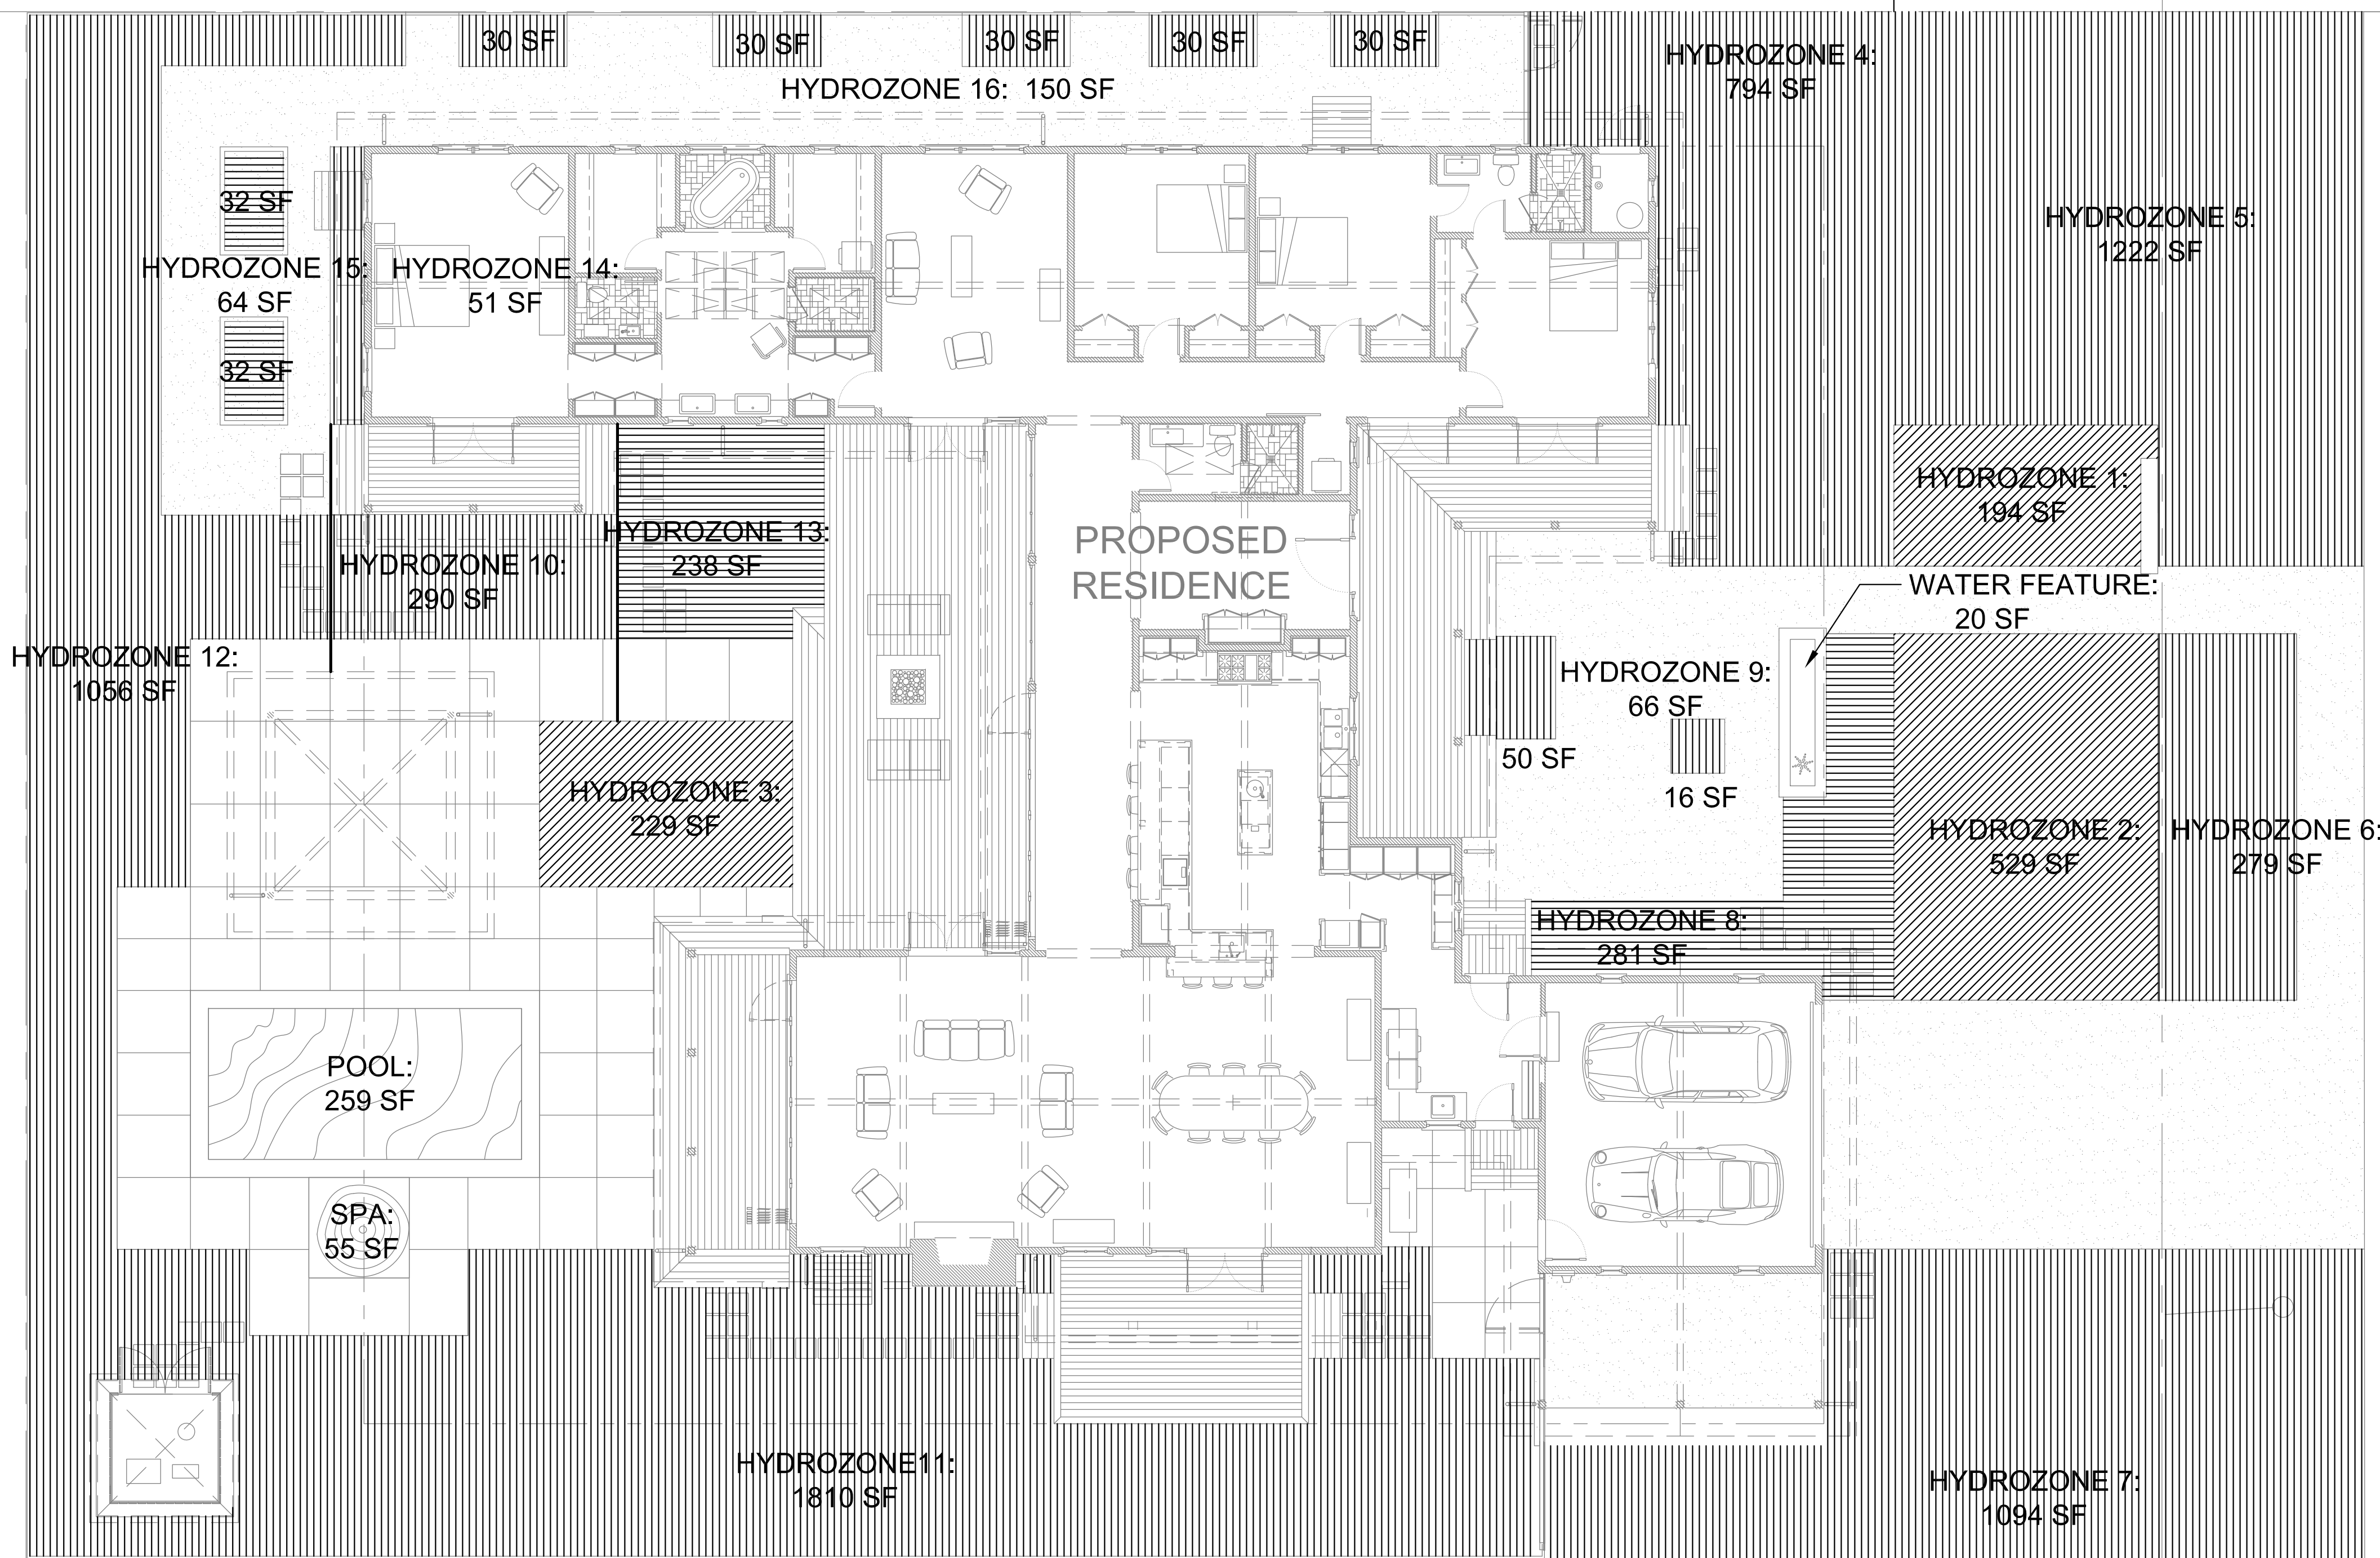 30 SF
30 SF
30 SF
30 SF
30 SF
HYDROZONE 16: 150 SF
HYDROZONE 4:
794 SF
32 SF
HYDROZONE 15:
64 SF
32 SF
HYDROZONE 14:
51 SF
HYDROZONE 5:
1222 SF
HYDROZONE 1:
194 SF
HYDROZONE 13:
238 SF
HYDROZONE 10:
290 SF
PROPOSED
RESIDENCE
WATER FEATURE:
20 SF
HYDROZONE 12:
1056 SF
HYDROZONE 9:
66 SF
50 SF
16 SF
HYDROZONE 3:
229 SF
HYDROZONE 2:
529 SF
HYDROZONE 6:
279 SF
HYDROZONE 8:
281 SF
POOL:
259 SF
SPA:
55 SF
HYDROZONE11:
1810 SF
HYDROZONE 7:
1094 SF